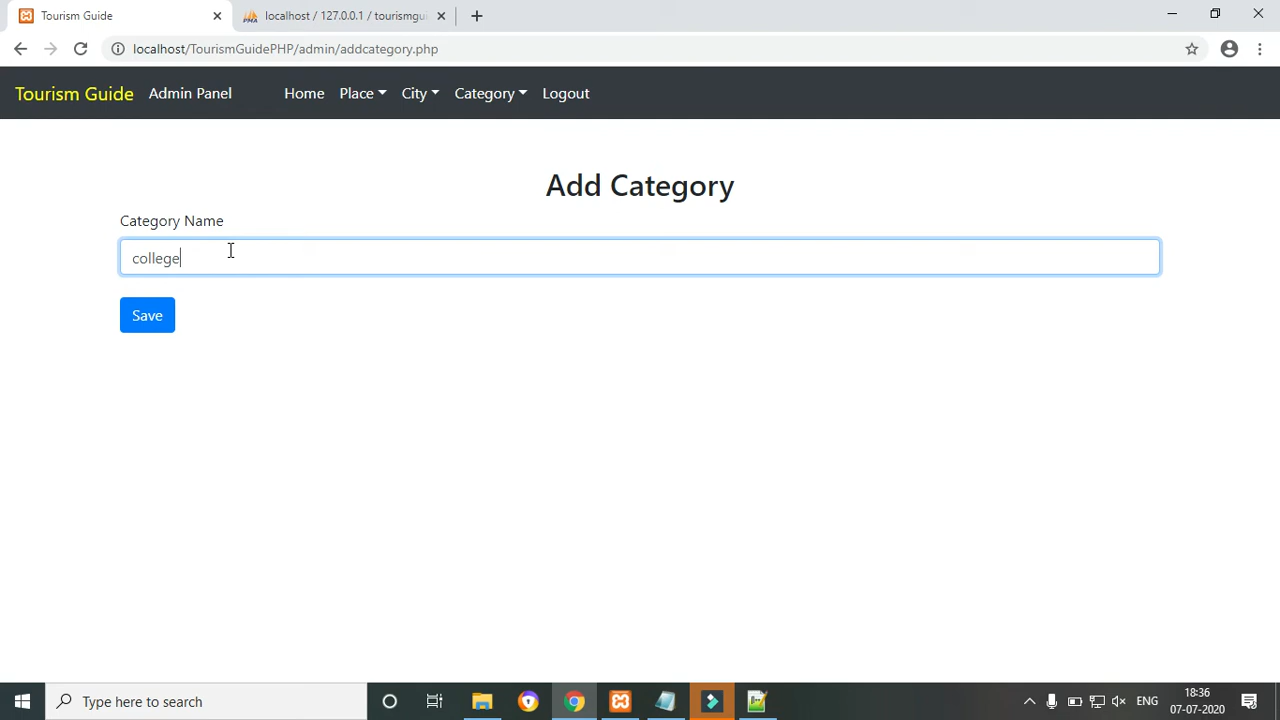 Tourism Guide
localhost / 127.0.0.1 / tourismgu
localhost/TourismGuidePHP/admin/addcategory.php
Tourism Guide Admin Panel Home Place City Category Logout
Add Category
Category Name
college
Save
Type here to search
ENG
18:36
07-07-2020